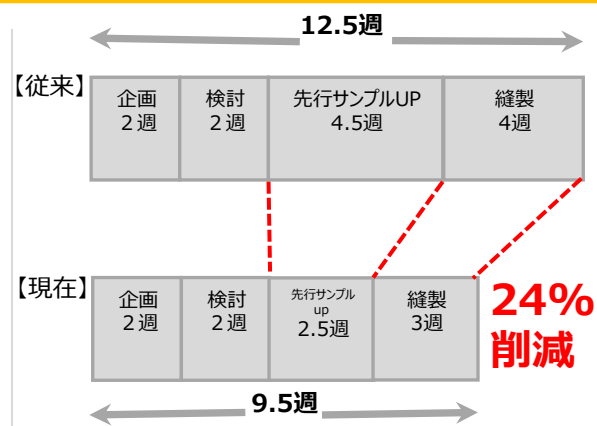 12.5週
【従来】
企画
２週
検討
２週
先行サンプルUP
4.5週
縫製
4週
【現在】
企画
２週
検討
２週
先行サンプル
up
2.5週
縫製
3週
24%
削減
9.5週